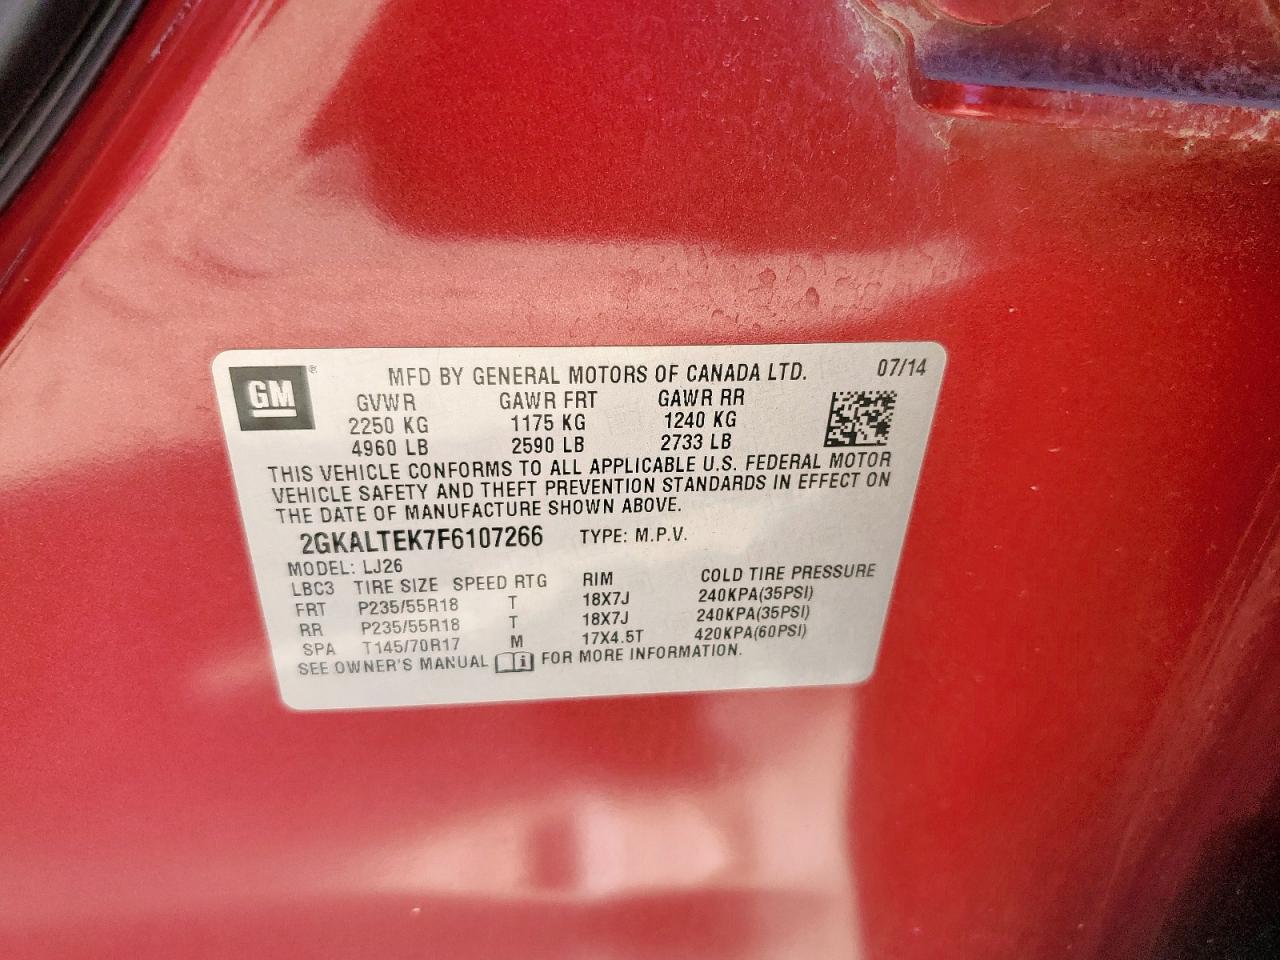 GM ® MFD BY GENERAL MOTORS OF CANADA LTD. 07/14
GVWR GAWR FRT GAWR RR
2250 KG 1175 KG 1240 KG
4960 LB 2590 LB 2733 LB
THIS VEHICLE CONFORMS TO ALL APPLICABLE U.S. FEDERAL MOTOR
VEHICLE SAFETY AND THEFT PREVENTION STANDARDS IN EFFECT ON
THE DATE OF MANUFACTURE SHOWN ABOVE.
2GKALTEK7F6107266 TYPE: M.P.V.
MODEL: LJ26
LBC3 TIRE SIZE SPEED RTG RIM COLD TIRE PRESSURE
FRT P235/55R18 T 18X7J 240KPA(35PSI)
RR P235/55R18 T 18X7J 240KPA(35PSI)
SPA T145/70R17 M 17X4.5T 420KPA(60PSI)
SEE OWNER'S MANUAL i FOR MORE INFORMATION.